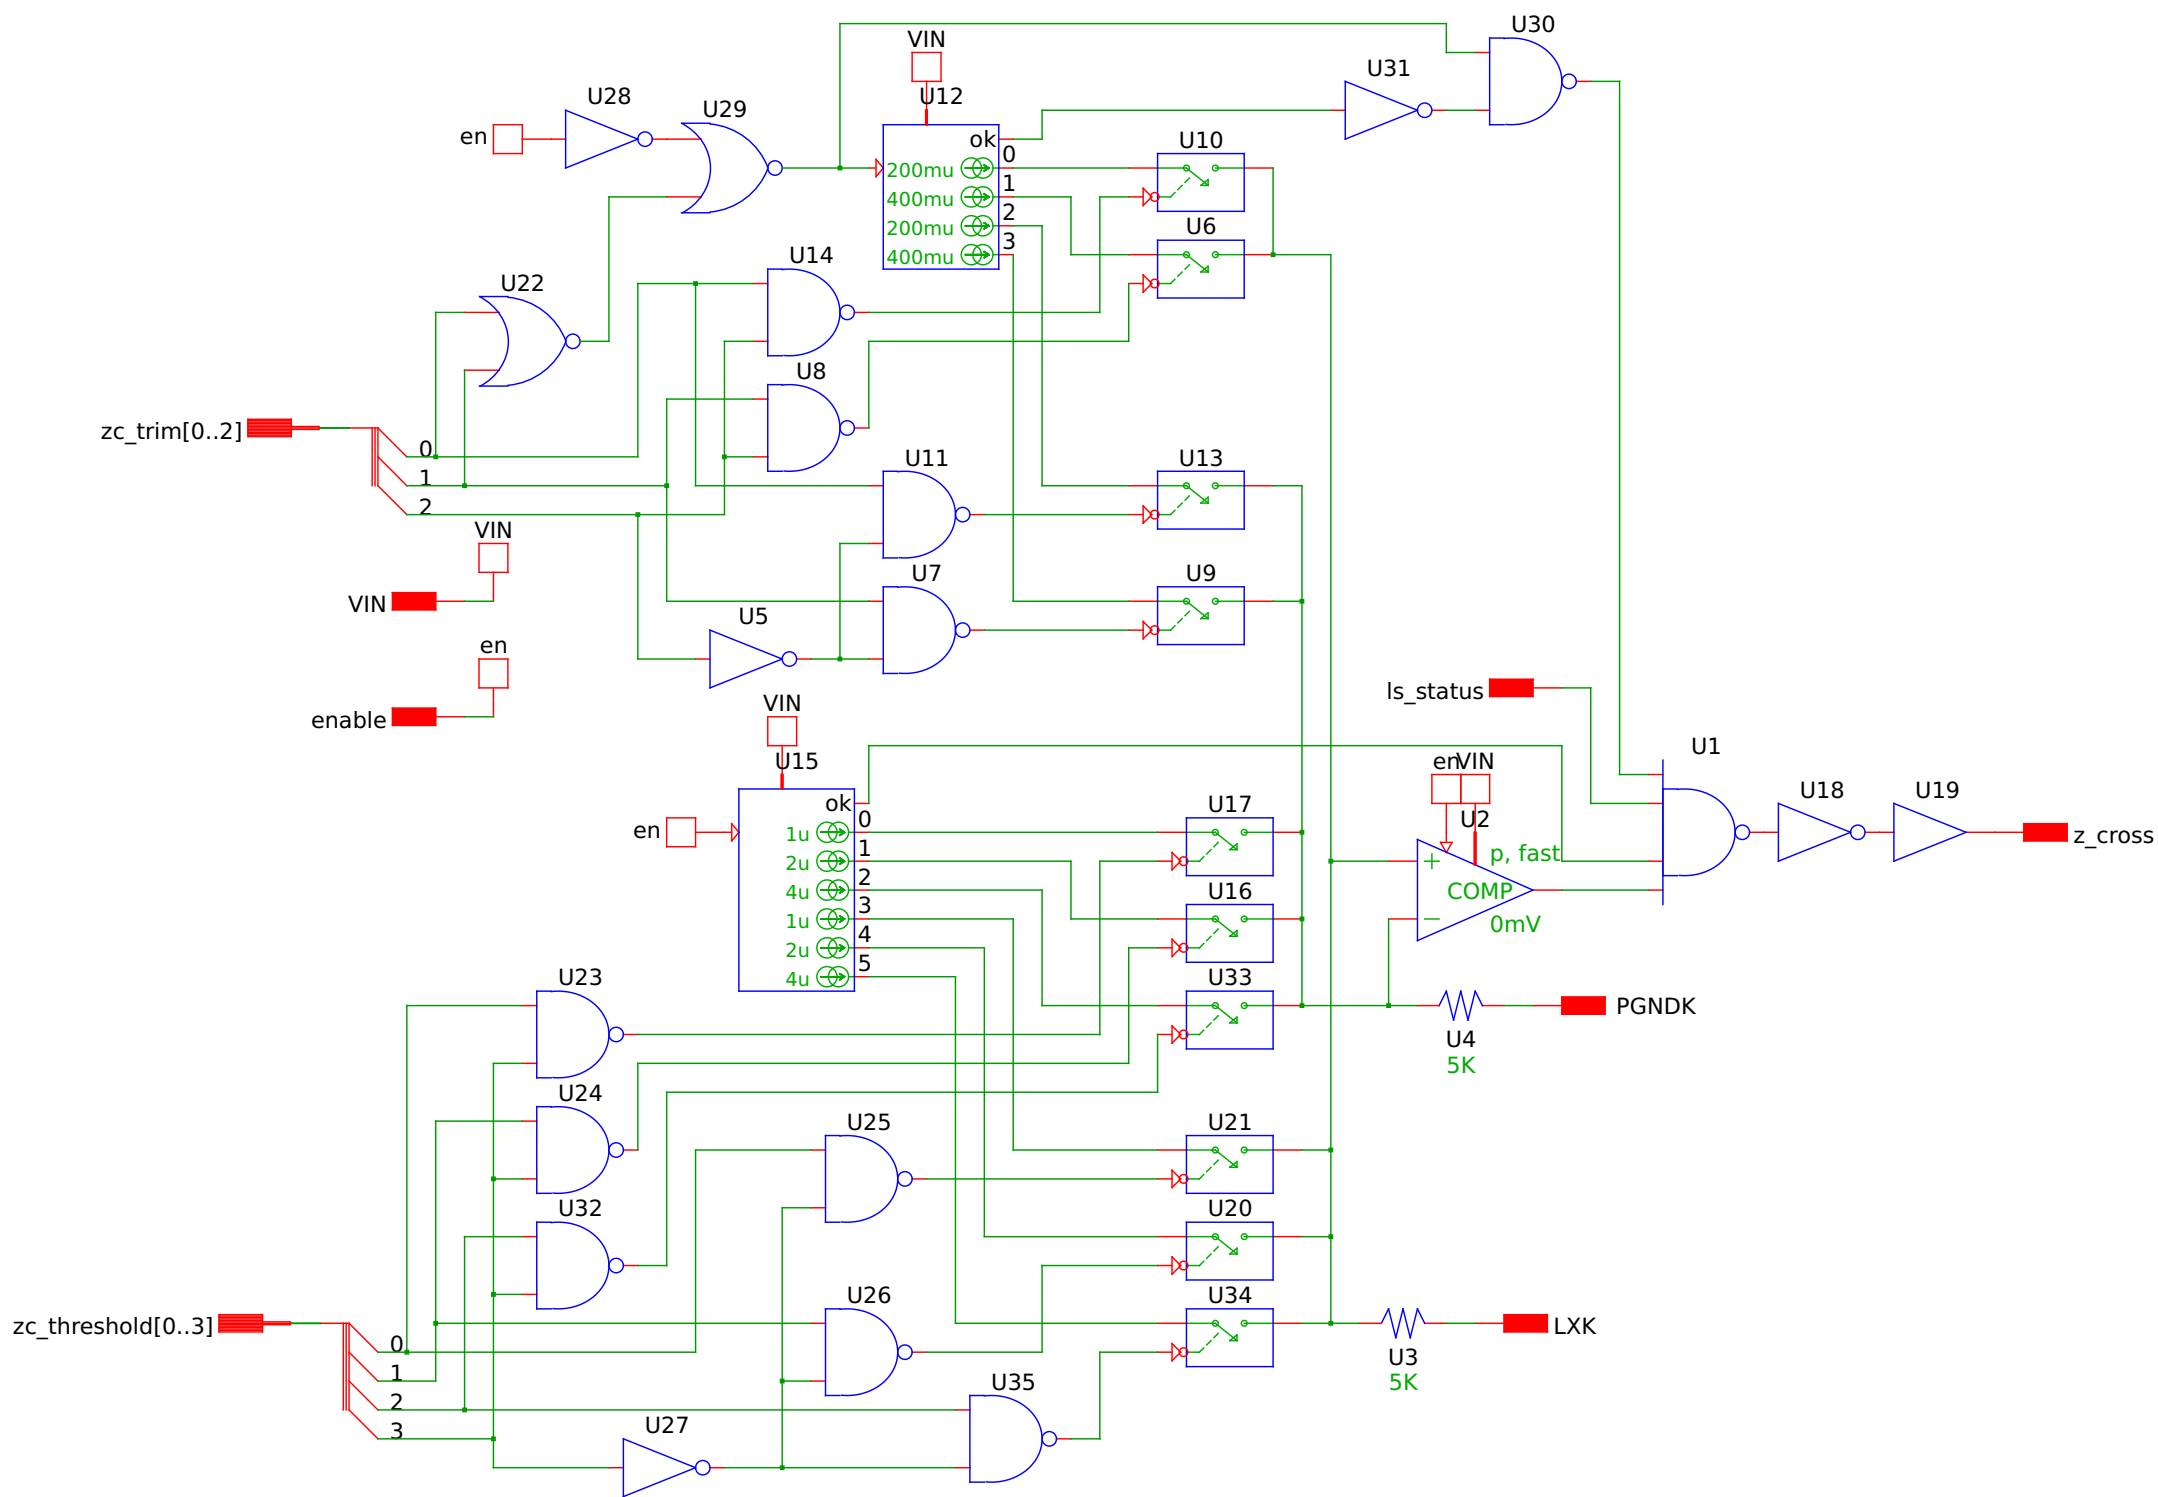 U30
VIN
U31
U28
U12
U29
en
ok
U10
0
200mu
1
400mu
2
200mu
U6
3
400mu
U14
U22
U8
zc_trim[0..2]
0
1
2
U11
U13
VIN
VIN
U7
U9
U5
en
enable
ls_status
VIN
U15
en
VIN
U1
U2
ok
en
0
1u
1
2u
2
4u
3
1u
4
2u
5
4u
U17
U16
U33
p, fast
+
COMP
−
0mV
U18
U19
z_cross
U23
PGNDK
U4
5K
U24
U25
U21
U32
U20
U26
U34
zc_threshold[0..3]
0
1
2
3
LXK
U3
5K
U35
U27